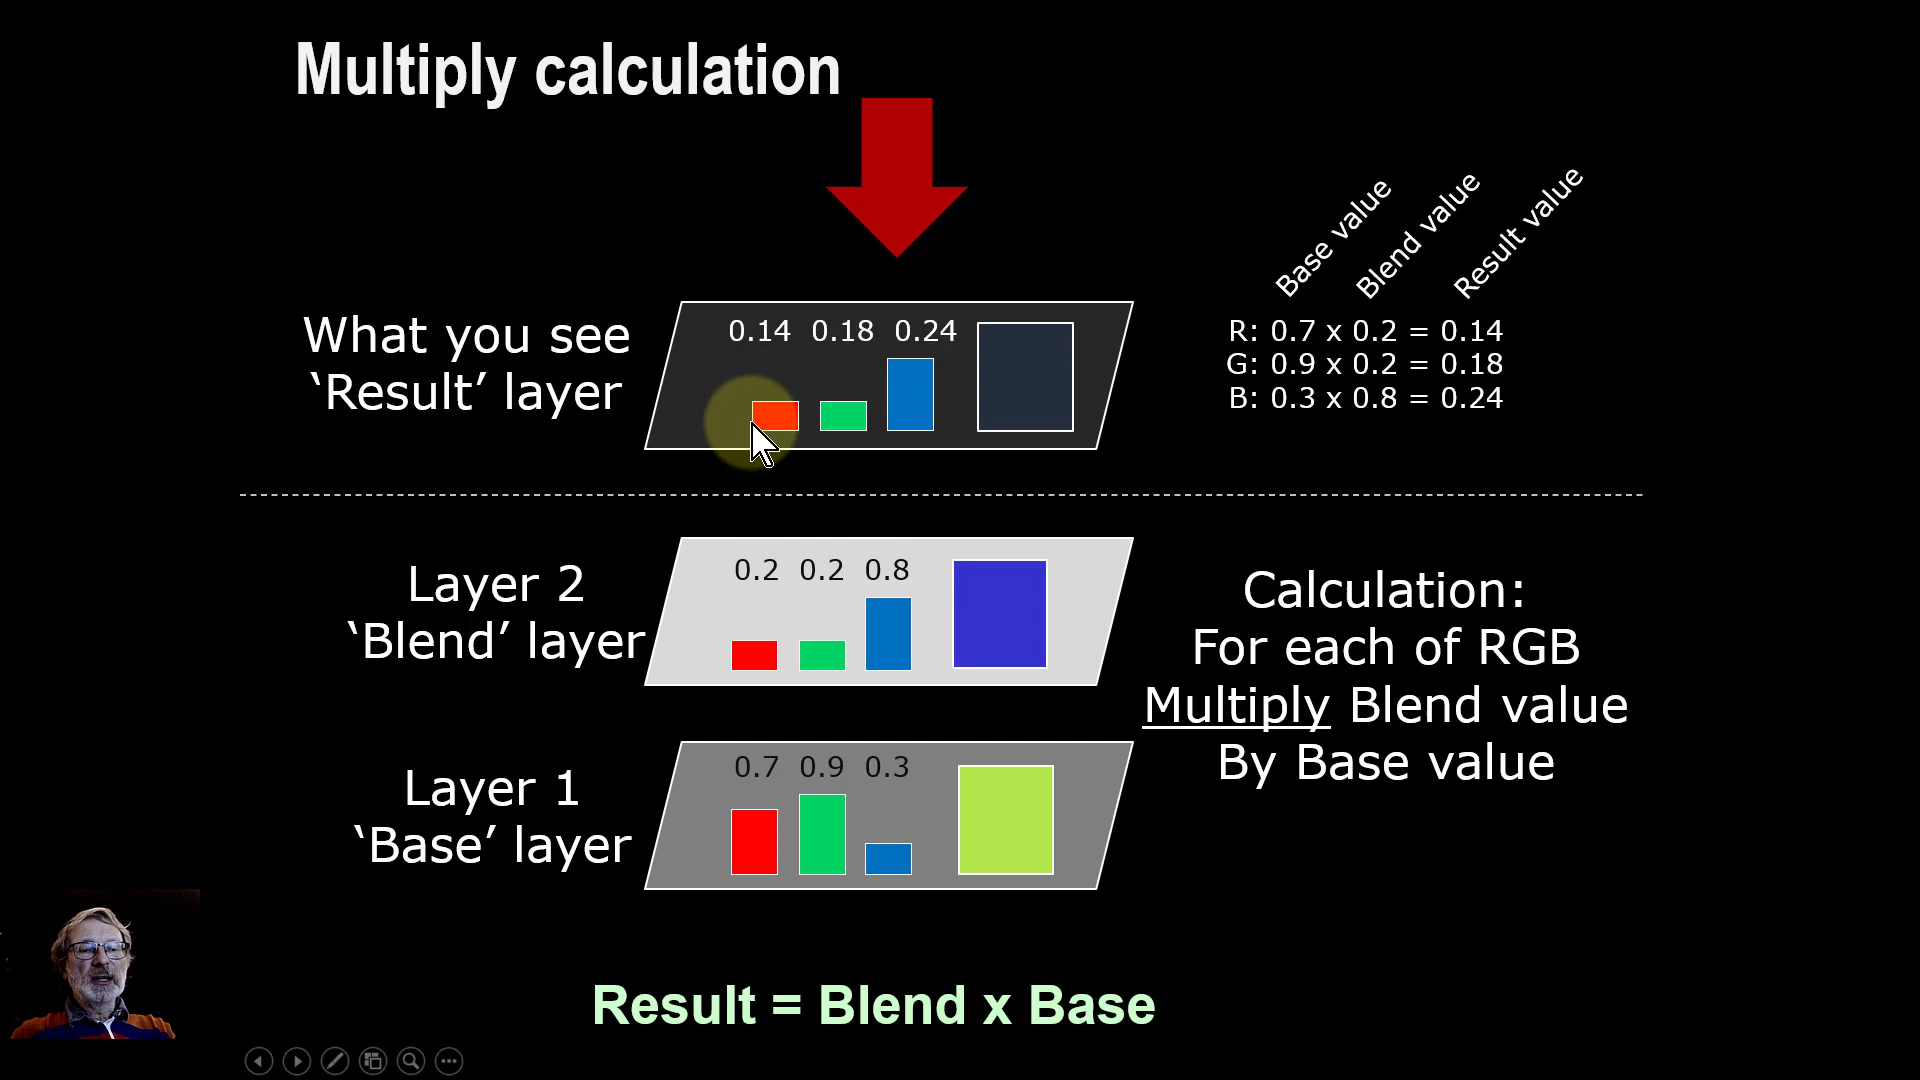 Multiply calculation
Base value
Blend value
Result value
What you see
‘Result’ layer
0.14 0.18 0.24
R: 0.7 x 0.2 = 0.14
G: 0.9 x 0.2 = 0.18
B: 0.3 x 0.8 = 0.24
Layer 2
‘Blend’ layer
0.2 0.2 0.8
Calculation:
For each of RGB
Multiply Blend value
By Base value
Layer 1
‘Base’ layer
0.7 0.9 0.3
Result = Blend x Base